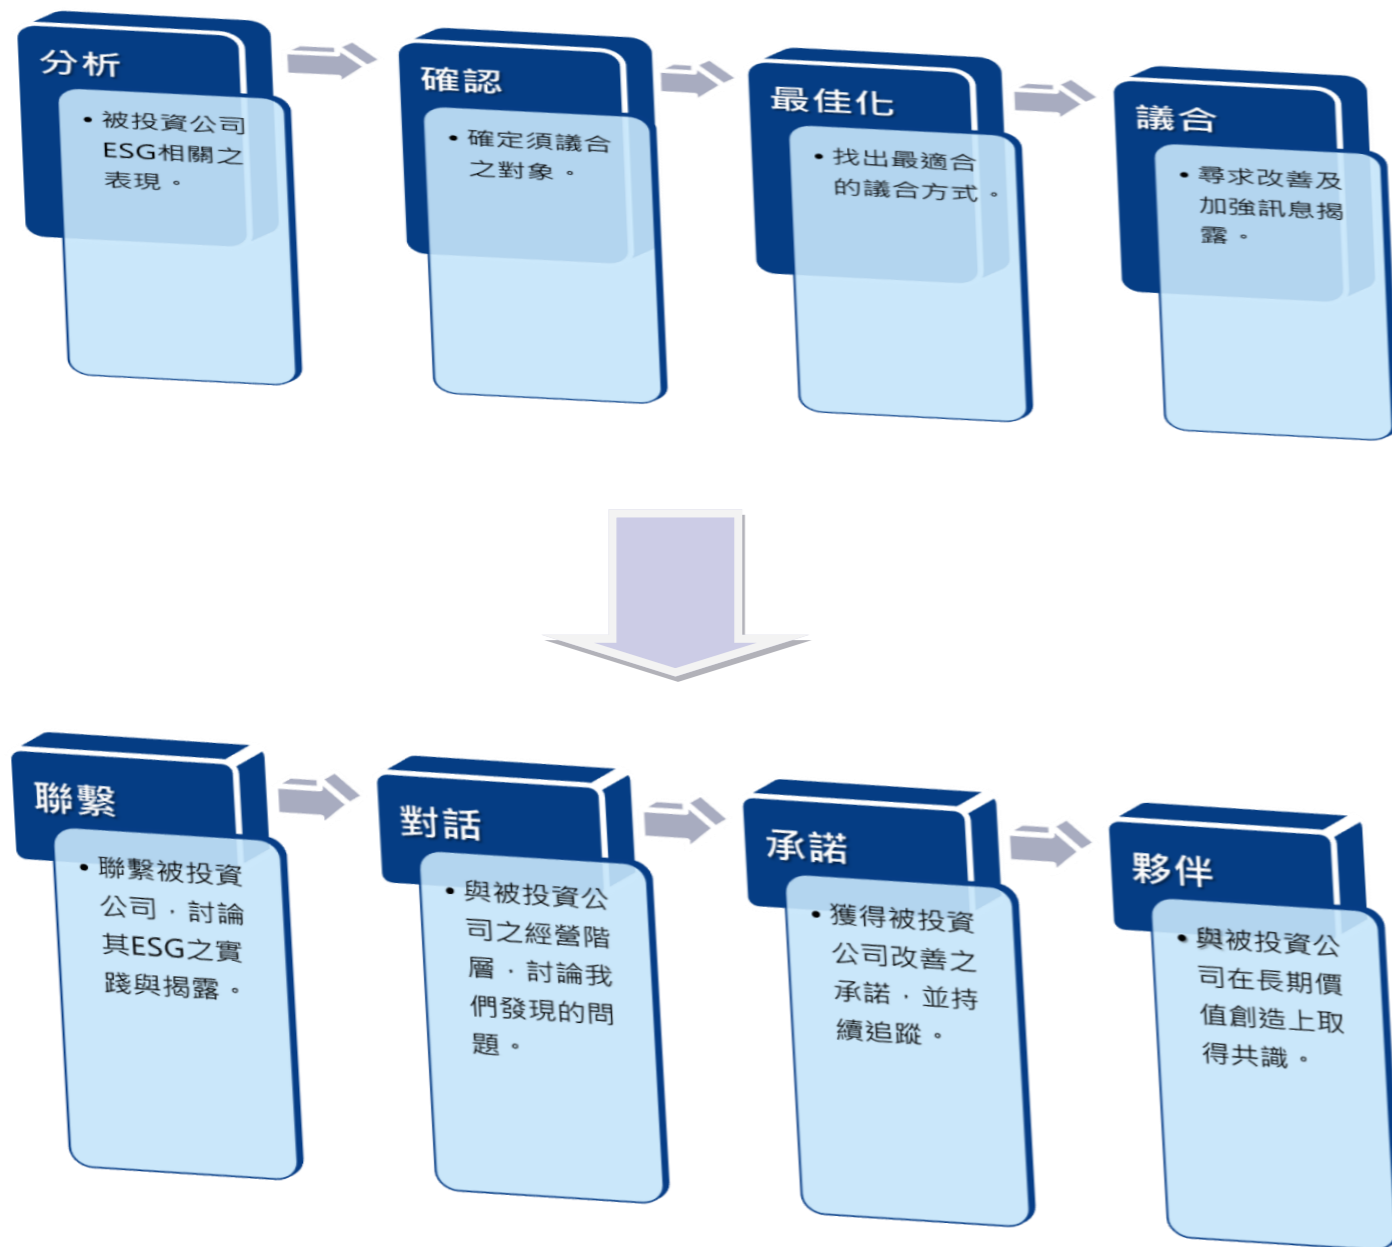 分析
• 被投資公司
ESG相關之
表現。
確認
• 確定須議合
之對象。
最佳化
• 找出最適合
的議合方式。
議合
• 尋求改善及
加強訊息揭
露。
聯繫
• 聯繫被投資
公司，討論
其ESG之實
踐與揭露。
對話
• 與被投資公
司之經營階
層，討論我
們發現的問
題。
承諾
• 獲得被投資
公司改善之
承諾，並持
續追蹤。
夥伴
• 與被投資公
司在長期價
值創造上取
得共識。